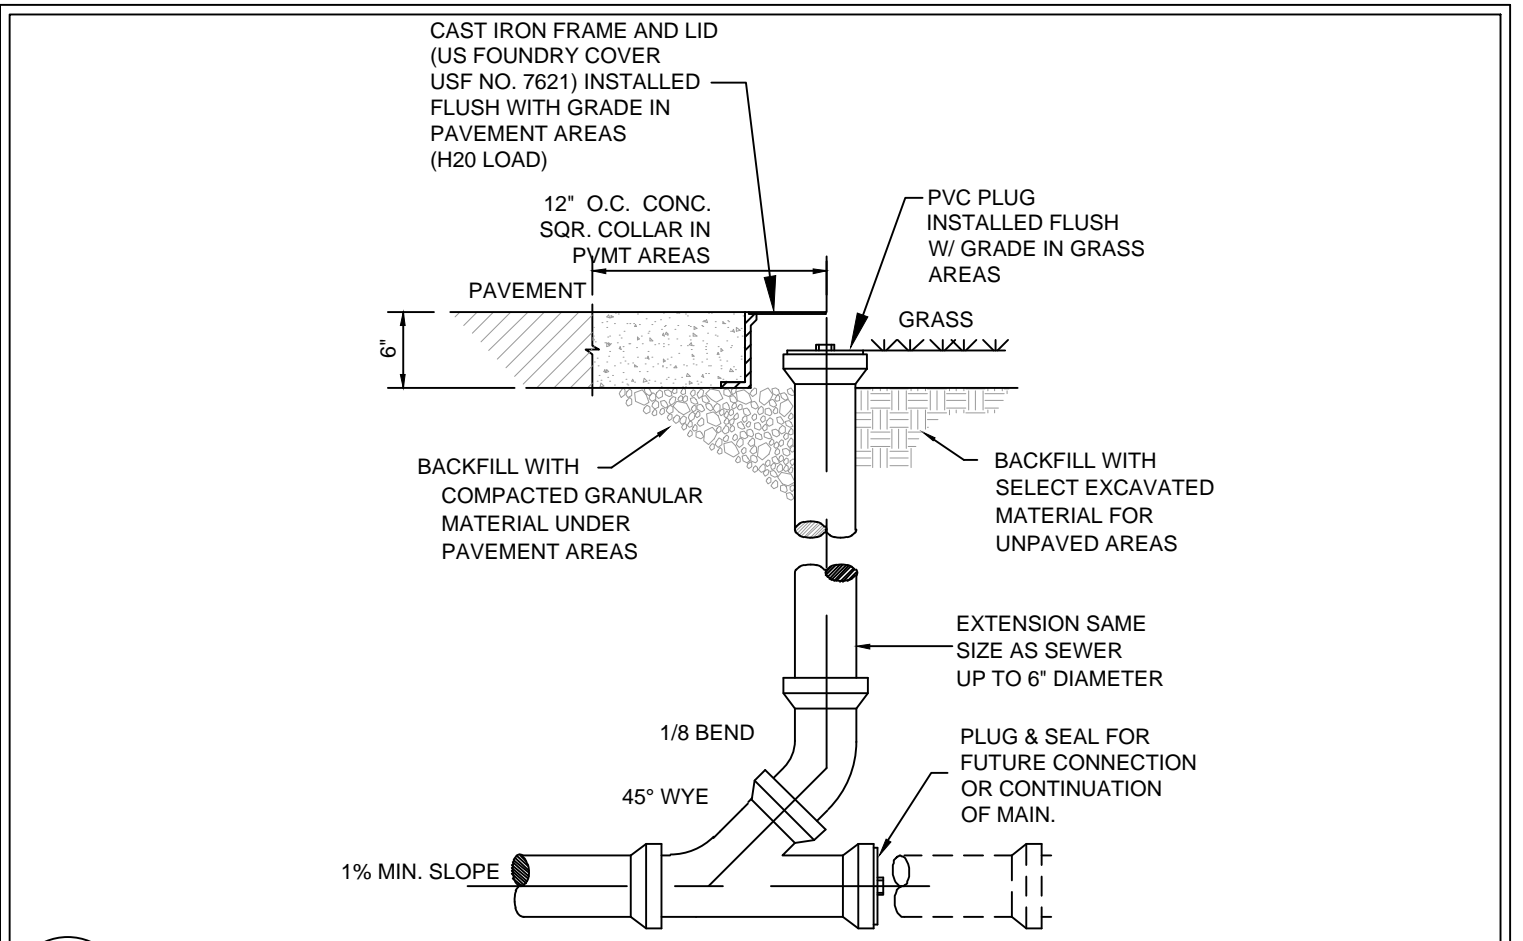 CAST IRON FRAME AND LID
(US FOUNDRY COVER
USF NO. 7621) INSTALLED
FLUSH WITH GRADE IN
PAVEMENT AREAS
(H20 LOAD)
12" O.C. CONC.
SQR. COLLAR IN
PVMT AREAS
PVC PLUG
INSTALLED FLUSH
W/ GRADE IN GRASS
AREAS
PAVEMENT
GRASS
6"
BACKFILL WITH
COMPACTED GRANULAR
MATERIAL UNDER
PAVEMENT AREAS
BACKFILL WITH
SELECT EXCAVATED
MATERIAL FOR
UNPAVED AREAS
EXTENSION SAME
SIZE AS SEWER
UP TO 6" DIAMETER
1/8 BEND
PLUG & SEAL FOR
FUTURE CONNECTION
OR CONTINUATION
OF MAIN.
45° WYE
1% MIN. SLOPE